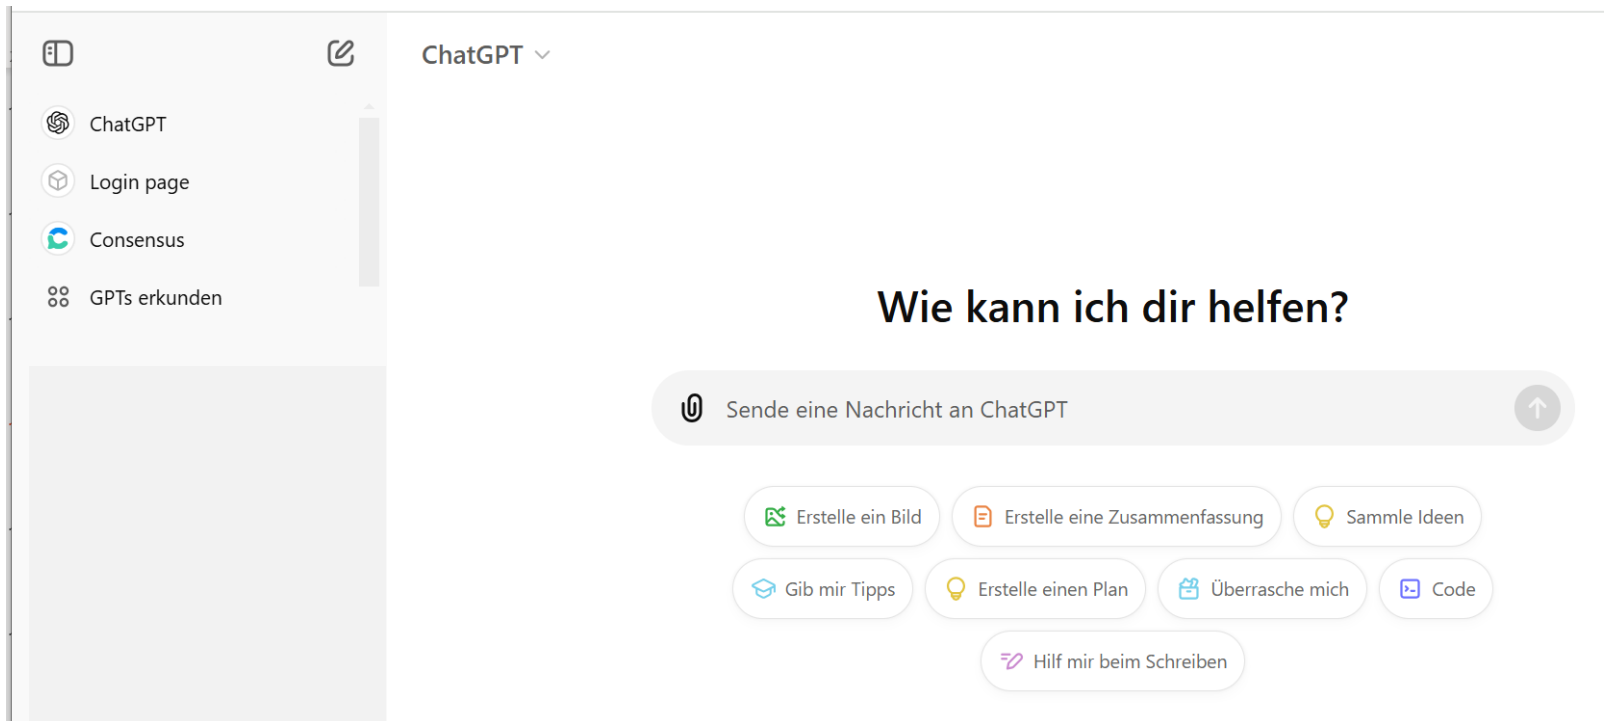 ChatGPT
ChatGPT
Login page
Consensus
GPTs erkunden
Wie kann ich dir helfen?
Sende eine Nachricht an ChatGPT
Erstelle ein Bild
Erstelle eine Zusammenfassung
Sammle Ideen
Gib mir Tipps
Erstelle einen Plan
Überrasche mich
Code
Hilf mir beim Schreiben